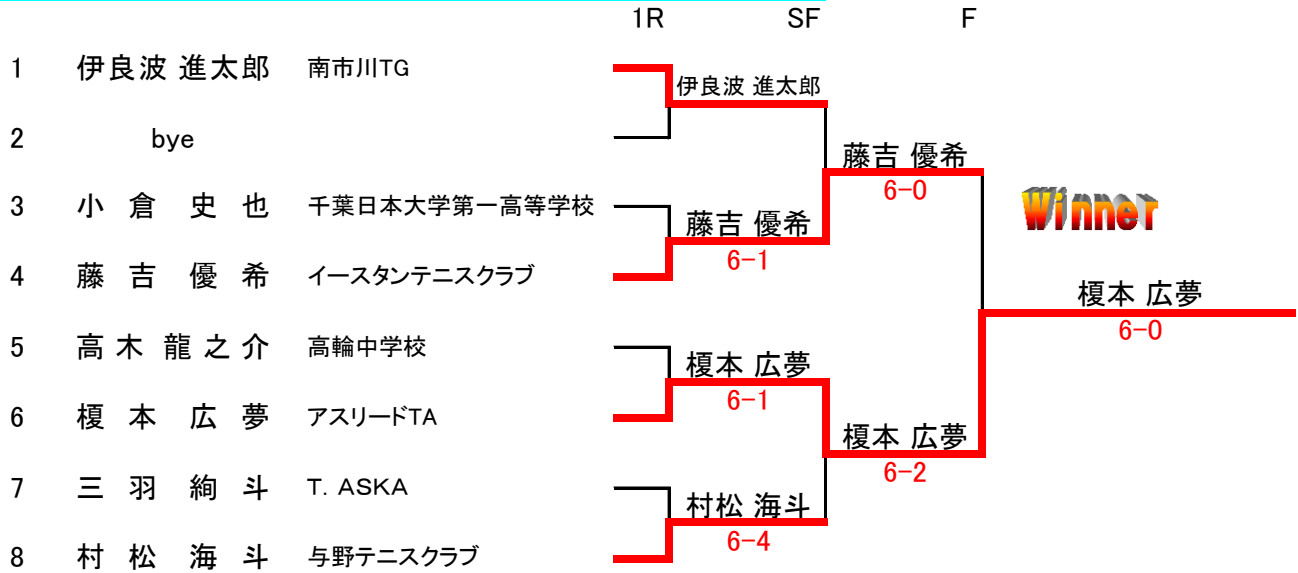 1R SF F
1 伊良波 進太郎 南市川TG
伊良波 進太郎
2 bye
藤吉 優希
6-0
3 小 倉 史 也 千葉日本大学第一高等学校
Winner
藤吉 優希
6-1
4 藤 吉 優 希 イースタンテニスクラブ
榎本 広夢
6-0
5 高 木 龍 之 介 高輪中学校
榎本 広夢
6-1
6 榎 本 広 夢 アスリードTA
榎本 広夢
6-2
7 三 羽 絢 斗 T. ASKA
村松 海斗
6-4
8 村 松 海 斗 与野テニスクラブ